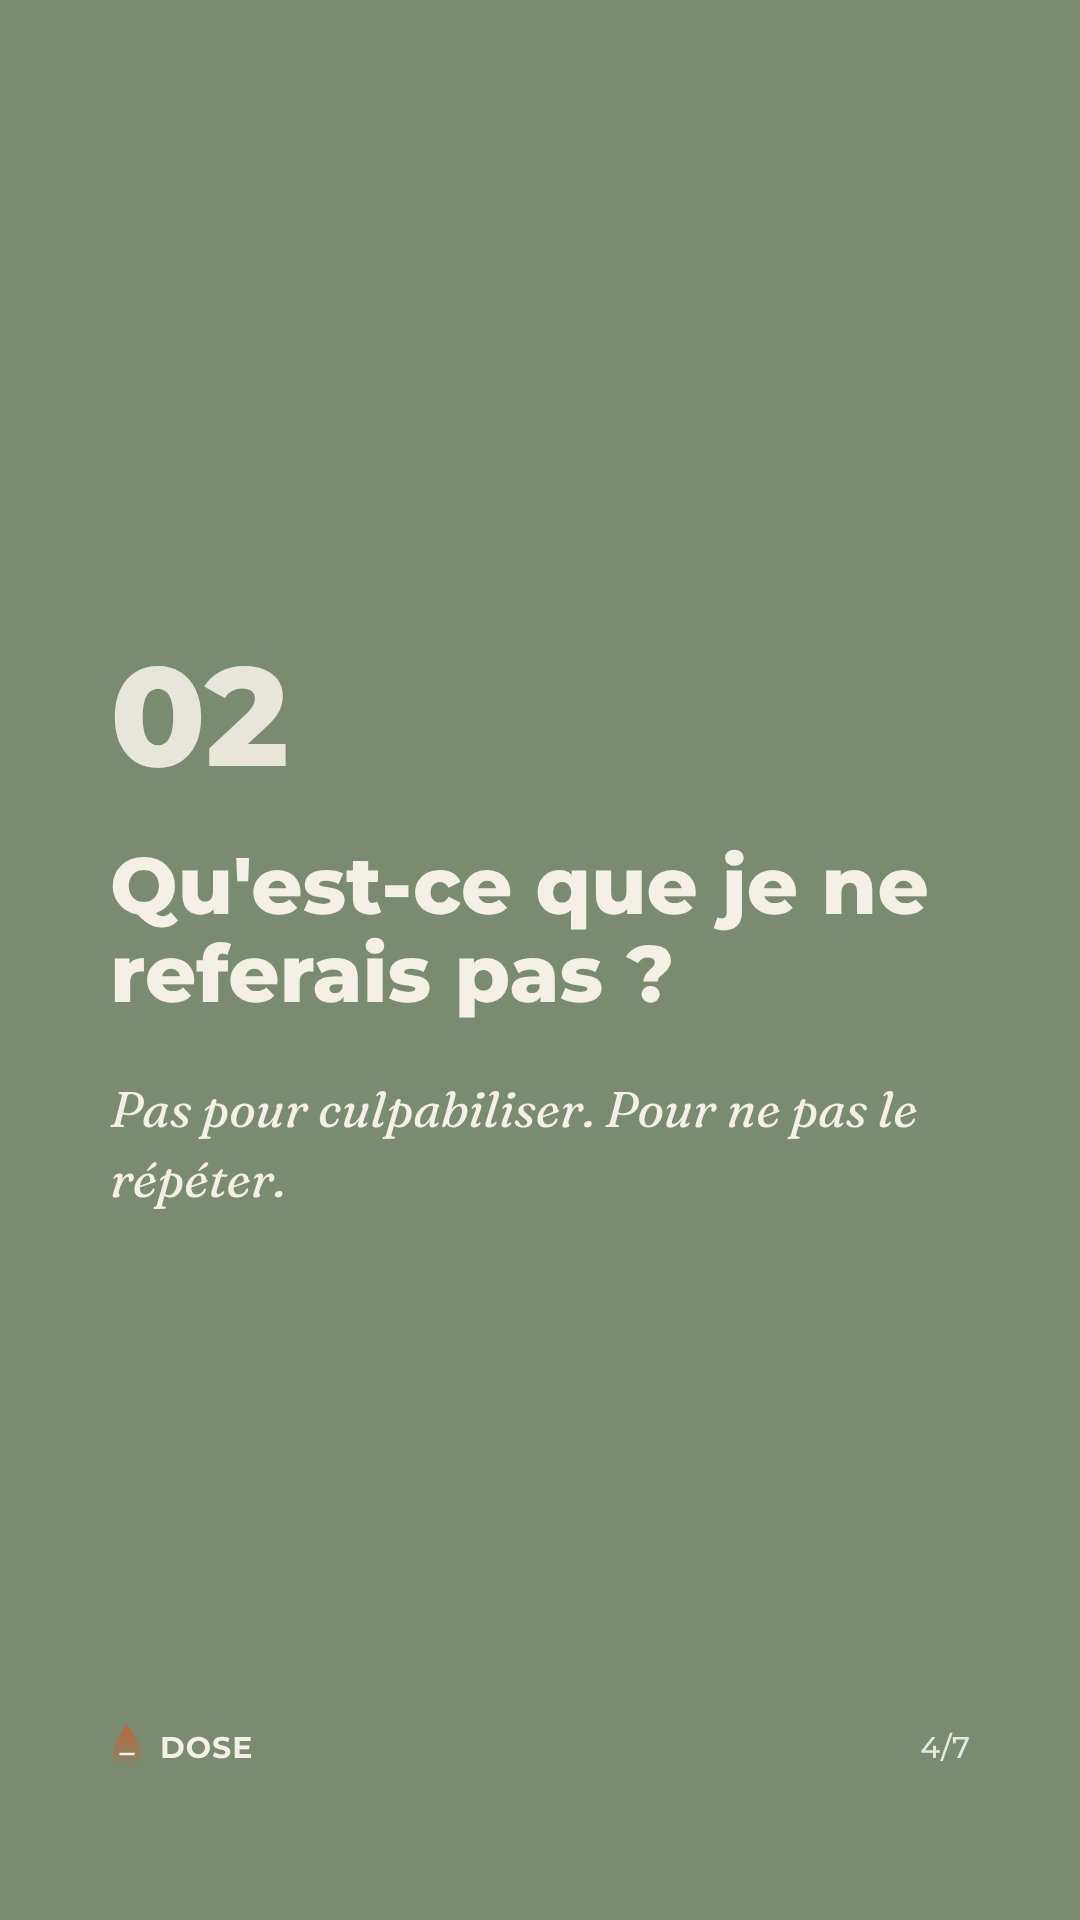 02
Qu'est-ce que je ne
referais pas ?
Pas pour culpabiliser. Pour ne pas le
répéter.
DOSE
4/7